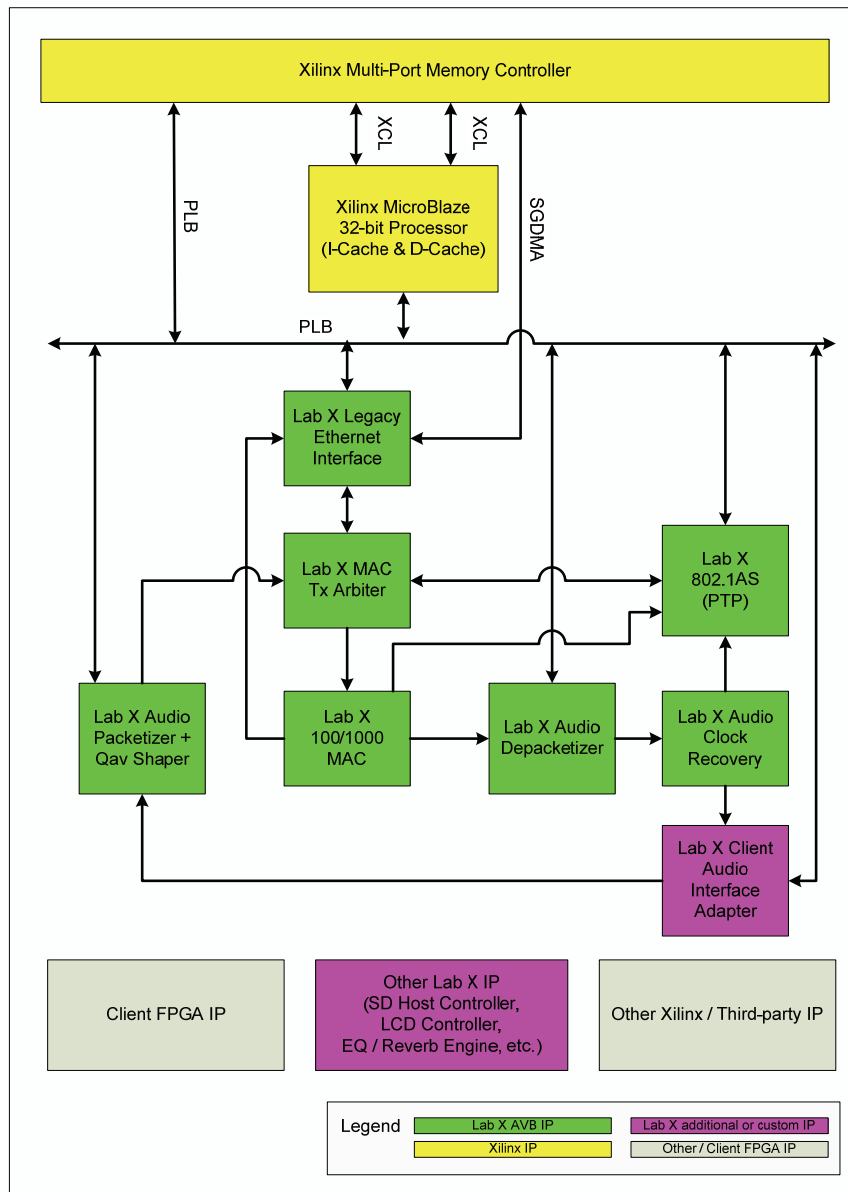 Xilinx Multi-Port Memory Controller
XCL
XCL
PLB
SGDMA
Xilinx MicroBlaze
32-bit Processor
(I-Cache & D-Cache)
PLB
Lab X Legacy
Ethernet
Interface
Lab X MAC
Tx Arbiter
Lab X
802.1AS
(PTP)
Lab X Audio
Packetizer +
Qav Shaper
Lab X
100/1000
MAC
Lab X Audio
Depacketizer
Lab X Audio
Clock
Recovery
Lab X Client
Audio
Interface
Adapter
Client FPGA IP
Other Lab X IP
(SD Host Controller,
LCD Controller,
EQ / Reverb Engine, etc.)
Other Xilinx / Third-party IP
Legend
Lab X AVB IP
Lab X additional or custom IP
Xilinx IP
Other / Client FPGA IP